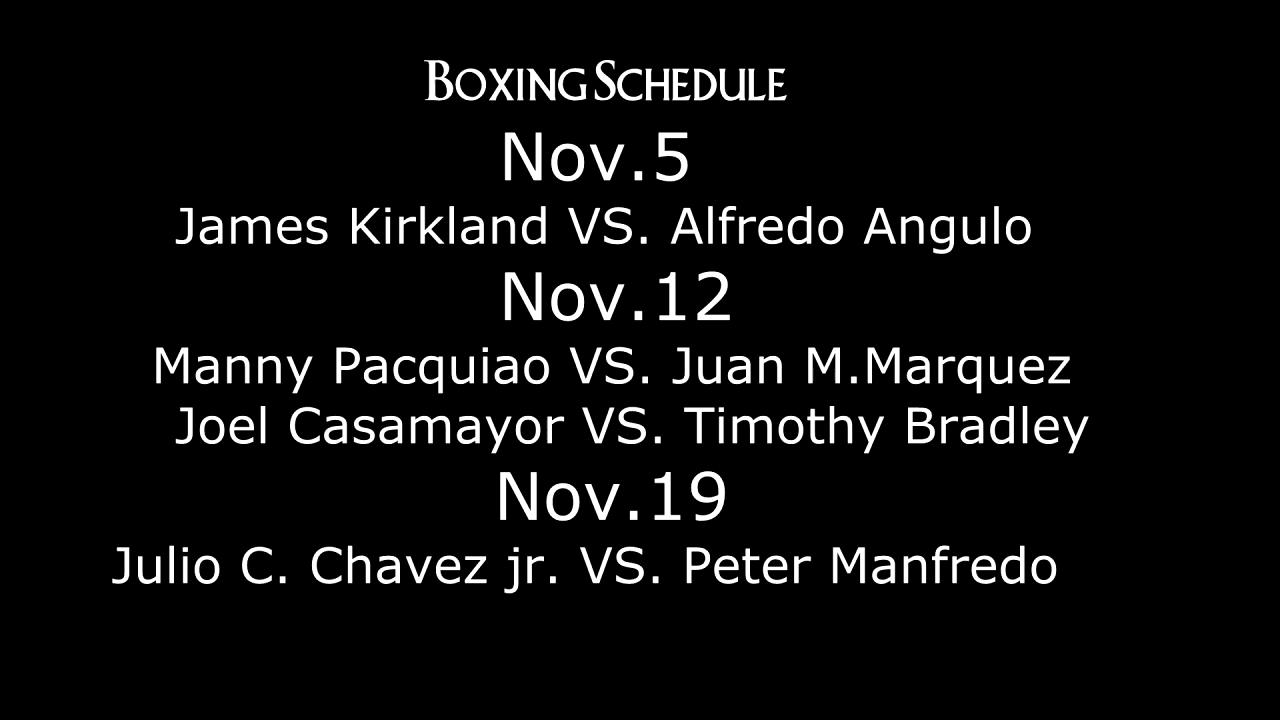 Boxing Schedule
Nov.5
James Kirkland VS. Alfredo Angulo
Nov.12
Manny Pacquiao VS. Juan M.Marquez
Joel Casamayor VS. Timothy Bradley
Nov.19
Julio C. Chavez jr. VS. Peter Manfredo